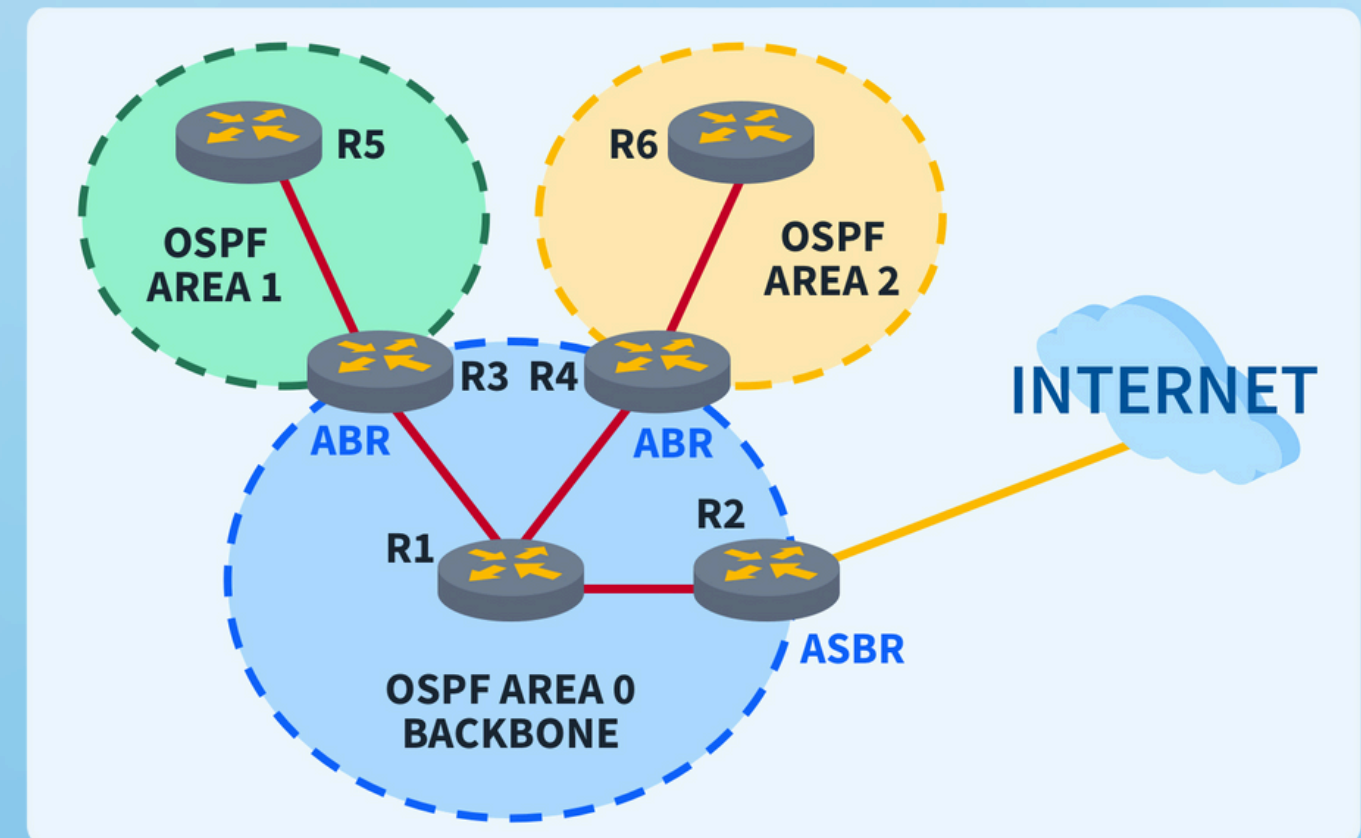 R5
R6
OSPF
AREA 1
OSPF
AREA 2
INTERNET
R3
R4
ABR
ABR
R2
R1
ASBR
OSPF AREA 0
BACKBONE